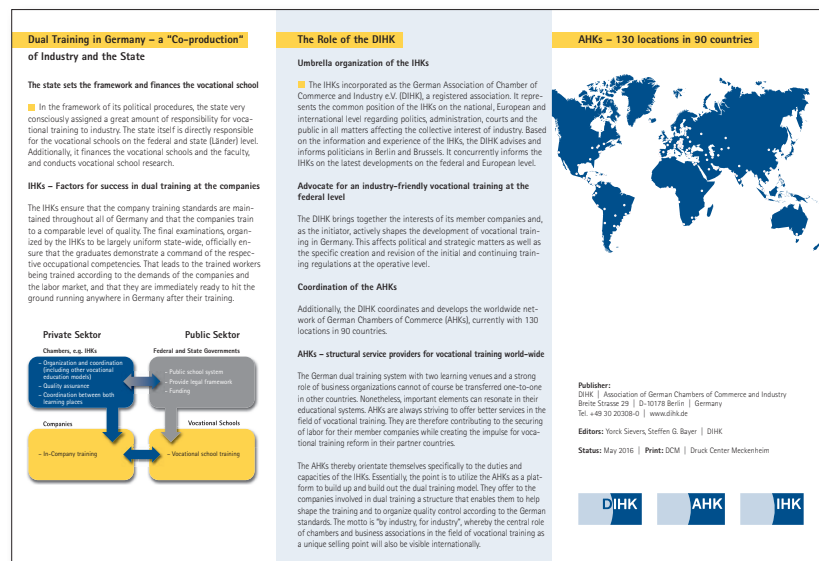 Dual Training in Germany – a "Co-production"
of Industry and the State
The state sets the framework and finances the vocational school
In the framework of its political procedures, the state very
consciously assigned a great amount of responsibility for voca-
tional training to industry. The state itself is directly responsible
for the vocational schools on the federal and state (Länder) level.
Additionally, it finances the vocational schools and the faculty,
and conducts vocational school research.
IHKs – Factors for success in dual training at the companies
The IHKs ensure that the company training standards are main-
tained throughout all of Germany and that the companies train
to a comparable level of quality. The final examinations, organ-
ized by the IHKs to be largely uniform state-wide, officially en-
sure that the graduates demonstrate a command of the respec-
tive occupational competencies. That leads to the trained workers
being trained according to the demands of the companies and
the labor market, and that they are immediately ready to hit the
ground running anywhere in Germany after their training.
Private Sektor
Public Sektor
Chambers, e.g. IHKs
Federal and State Governments
– Organization and coordination
(including other vocational
education models)
– Quality assurance
– Coordination between both
learning places
– Public school system
– Provide legal framework
– Funding
Companies
Vocational Schools
– In-Company training
– Vocational school training
The Role of the DIHK
Umbrella organization of the IHKs
The IHKs incorporated as the German Association of Chamber of
Commerce and Industry e.V. (DIHK), a registered association. It repre-
sents the common position of the IHKs on the national, European and
international level regarding politics, administration, courts and the
public in all matters affecting the collective interest of industry. Based
on the information and experience of the IHKs, the DIHK advises and
informs politicians in Berlin and Brussels. It concurrently informs the
IHKs on the latest developments on the federal and European level.
Advocate for an industry-friendly vocational training at the
federal level
The DIHK brings together the interests of its member companies and,
as the initiator, actively shapes the development of vocational train-
ing in Germany. This affects political and strategic matters as well as
the specific creation and revision of the initial and continuing train-
ing regulations at the operative level.
Coordination of the AHKs
Additionally, the DIHK coordinates and develops the worldwide net-
work of German Chambers of Commerce (AHKs), currently with 130
locations in 90 countries.
AHKs – structural service providers for vocational training world-wide
The German dual training system with two learning venues and a strong
role of business organizations cannot of course be transferred one-to-one
in other countries. Nonetheless, important elements can resonate in their
educational systems. AHKs are always striving to offer better services in the
field of vocational training. They are therefore contributing to the securing
of labor for their member companies while creating the impulse for voca-
tional training reform in their partner countries.
The AHKs thereby orientate themselves specifically to the duties and
capacities of the IHKs. Essentially, the point is to utilize the AHKs as a plat-
form to build up and build out the dual training model. They offer to the
companies involved in dual training a structure that enables them to help
shape the training and to organize quality control according to the German
standards. The motto is "by industry, for industry", whereby the central role
of chambers and business associations in the field of vocational training as
a unique selling point will also be visible internationally.
AHKs – 130 locations in 90 countries
Publisher:
DIHK | Association of German Chambers of Commerce and Industry
Breite Strasse 29 | D-10178 Berlin | Germany
Tel. +49 30 20308-0 | www.dihk.de
Editors: Yorck Sievers, Steffen G. Bayer | DIHK
Status: May 2016 | Print: DCM | Druck Center Meckenheim
DIHK
AHK
IHK